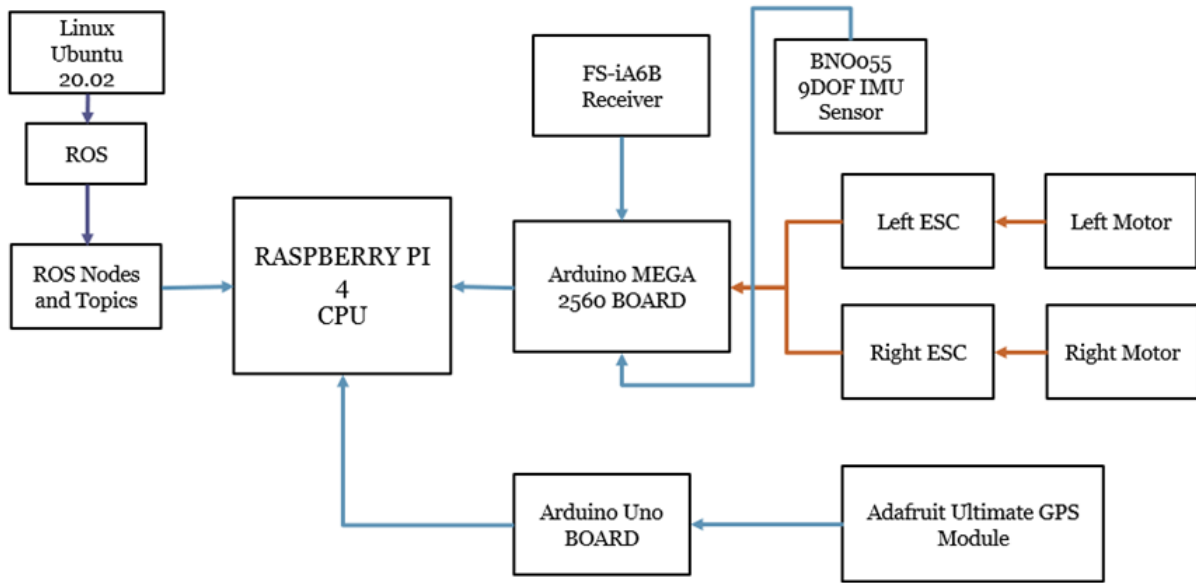 Linux
Ubuntu
20.02
ROS
ROS Nodes
and Topics
RASPBERRY PI
4
CPU
FS-iA6B
Receiver
BNO055
9DOF IMU
Sensor
Arduino MEGA
2560 BOARD
Left ESC
Left Motor
Right ESC
Right Motor
Arduino Uno
BOARD
Adafruit Ultimate GPS
Module